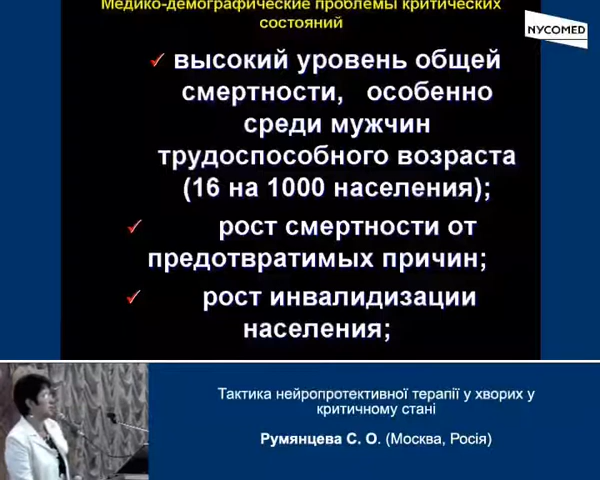 Медико-демографические проблемы критических
состояний
NYCOMED
высокий уровень общей
смертности, особенно
среди мужчин
трудоспособного возраста
(16 на 1000 населения);
рост смертности от
предотвратимых причин;
рост инвалидизации
населения;
Тактика нейропротективної терапії у хворих у
критичному стані
Румянцева С. О. (Москва, Росія)